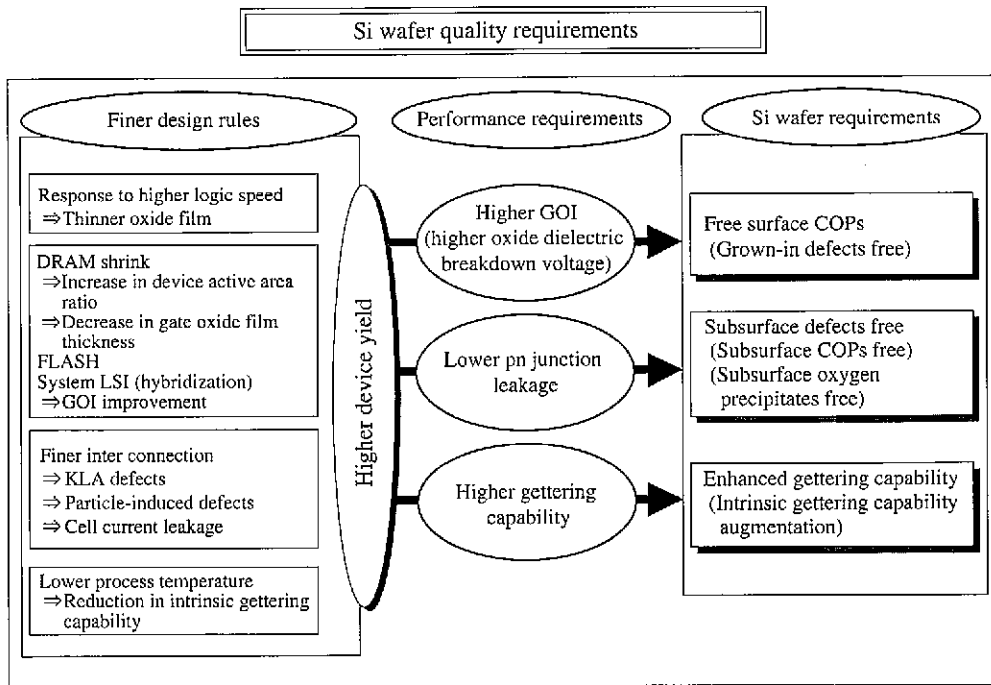 Si wafer quality requirements
Finer design rules
Performance requirements
Si wafer requirements
Response to higher logic speed
⇒Thinner oxide film
DRAM shrink
⇒Increase in device active area
ratio
⇒Decrease in gate oxide film
thickness
FLASH
System LSI (hybridization)
⇒GOI improvement
Finer inter connection
⇒ KLA defects
⇒ Particle-induced defects
⇒ Cell current leakage
Lower process temperature
⇒Reduction in intrinsic gettering
capability
Higher device yield
Higher GOI
(higher oxide dielectric
breakdown voltage)
Lower pn junction
leakage
Higher gettering
capability
Free surface COPs
(Grown-in defects free)
Subsurface defects free
(Subsurface COPs free)
(Subsurface oxygen
precipitates free)
Enhanced gettering capability
(Intrinsic gettering capability
augmentation)